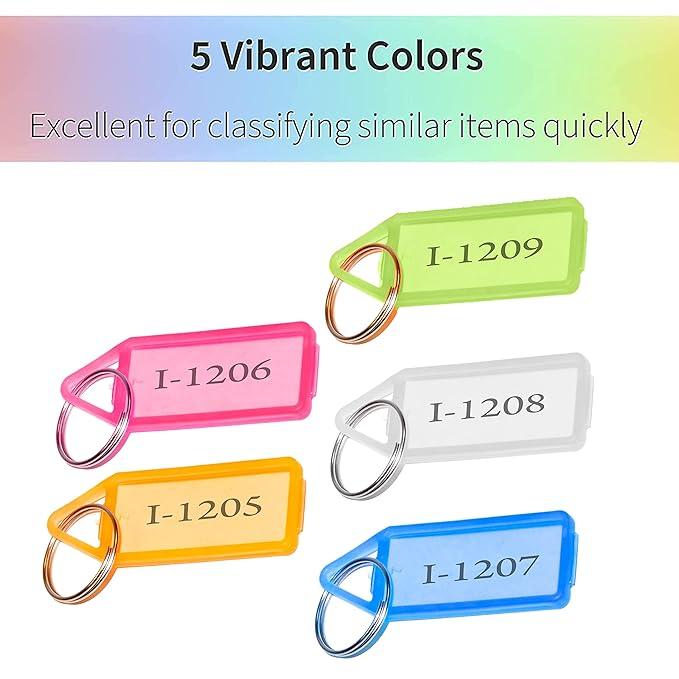 5 Vibrant Colors
Excellent for classifying similar items quickly
I-1209
I-1206
I-1208
I-1205
I-1207